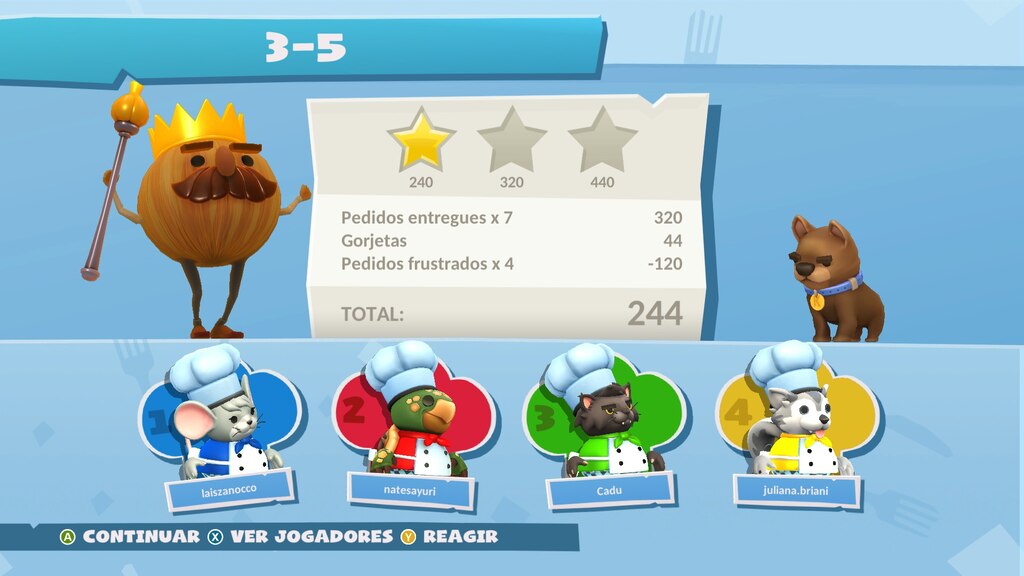 3-5
240 320 440
Pedidos entregues x 7 320
Gorjetas 44
Pedidos frustrados x 4 -120
TOTAL: 244
1 2 3 4
laiszanocco natesayuri Cadu juliana.briani
A CONTINUAR X VER JOGADORES Y REAGIR